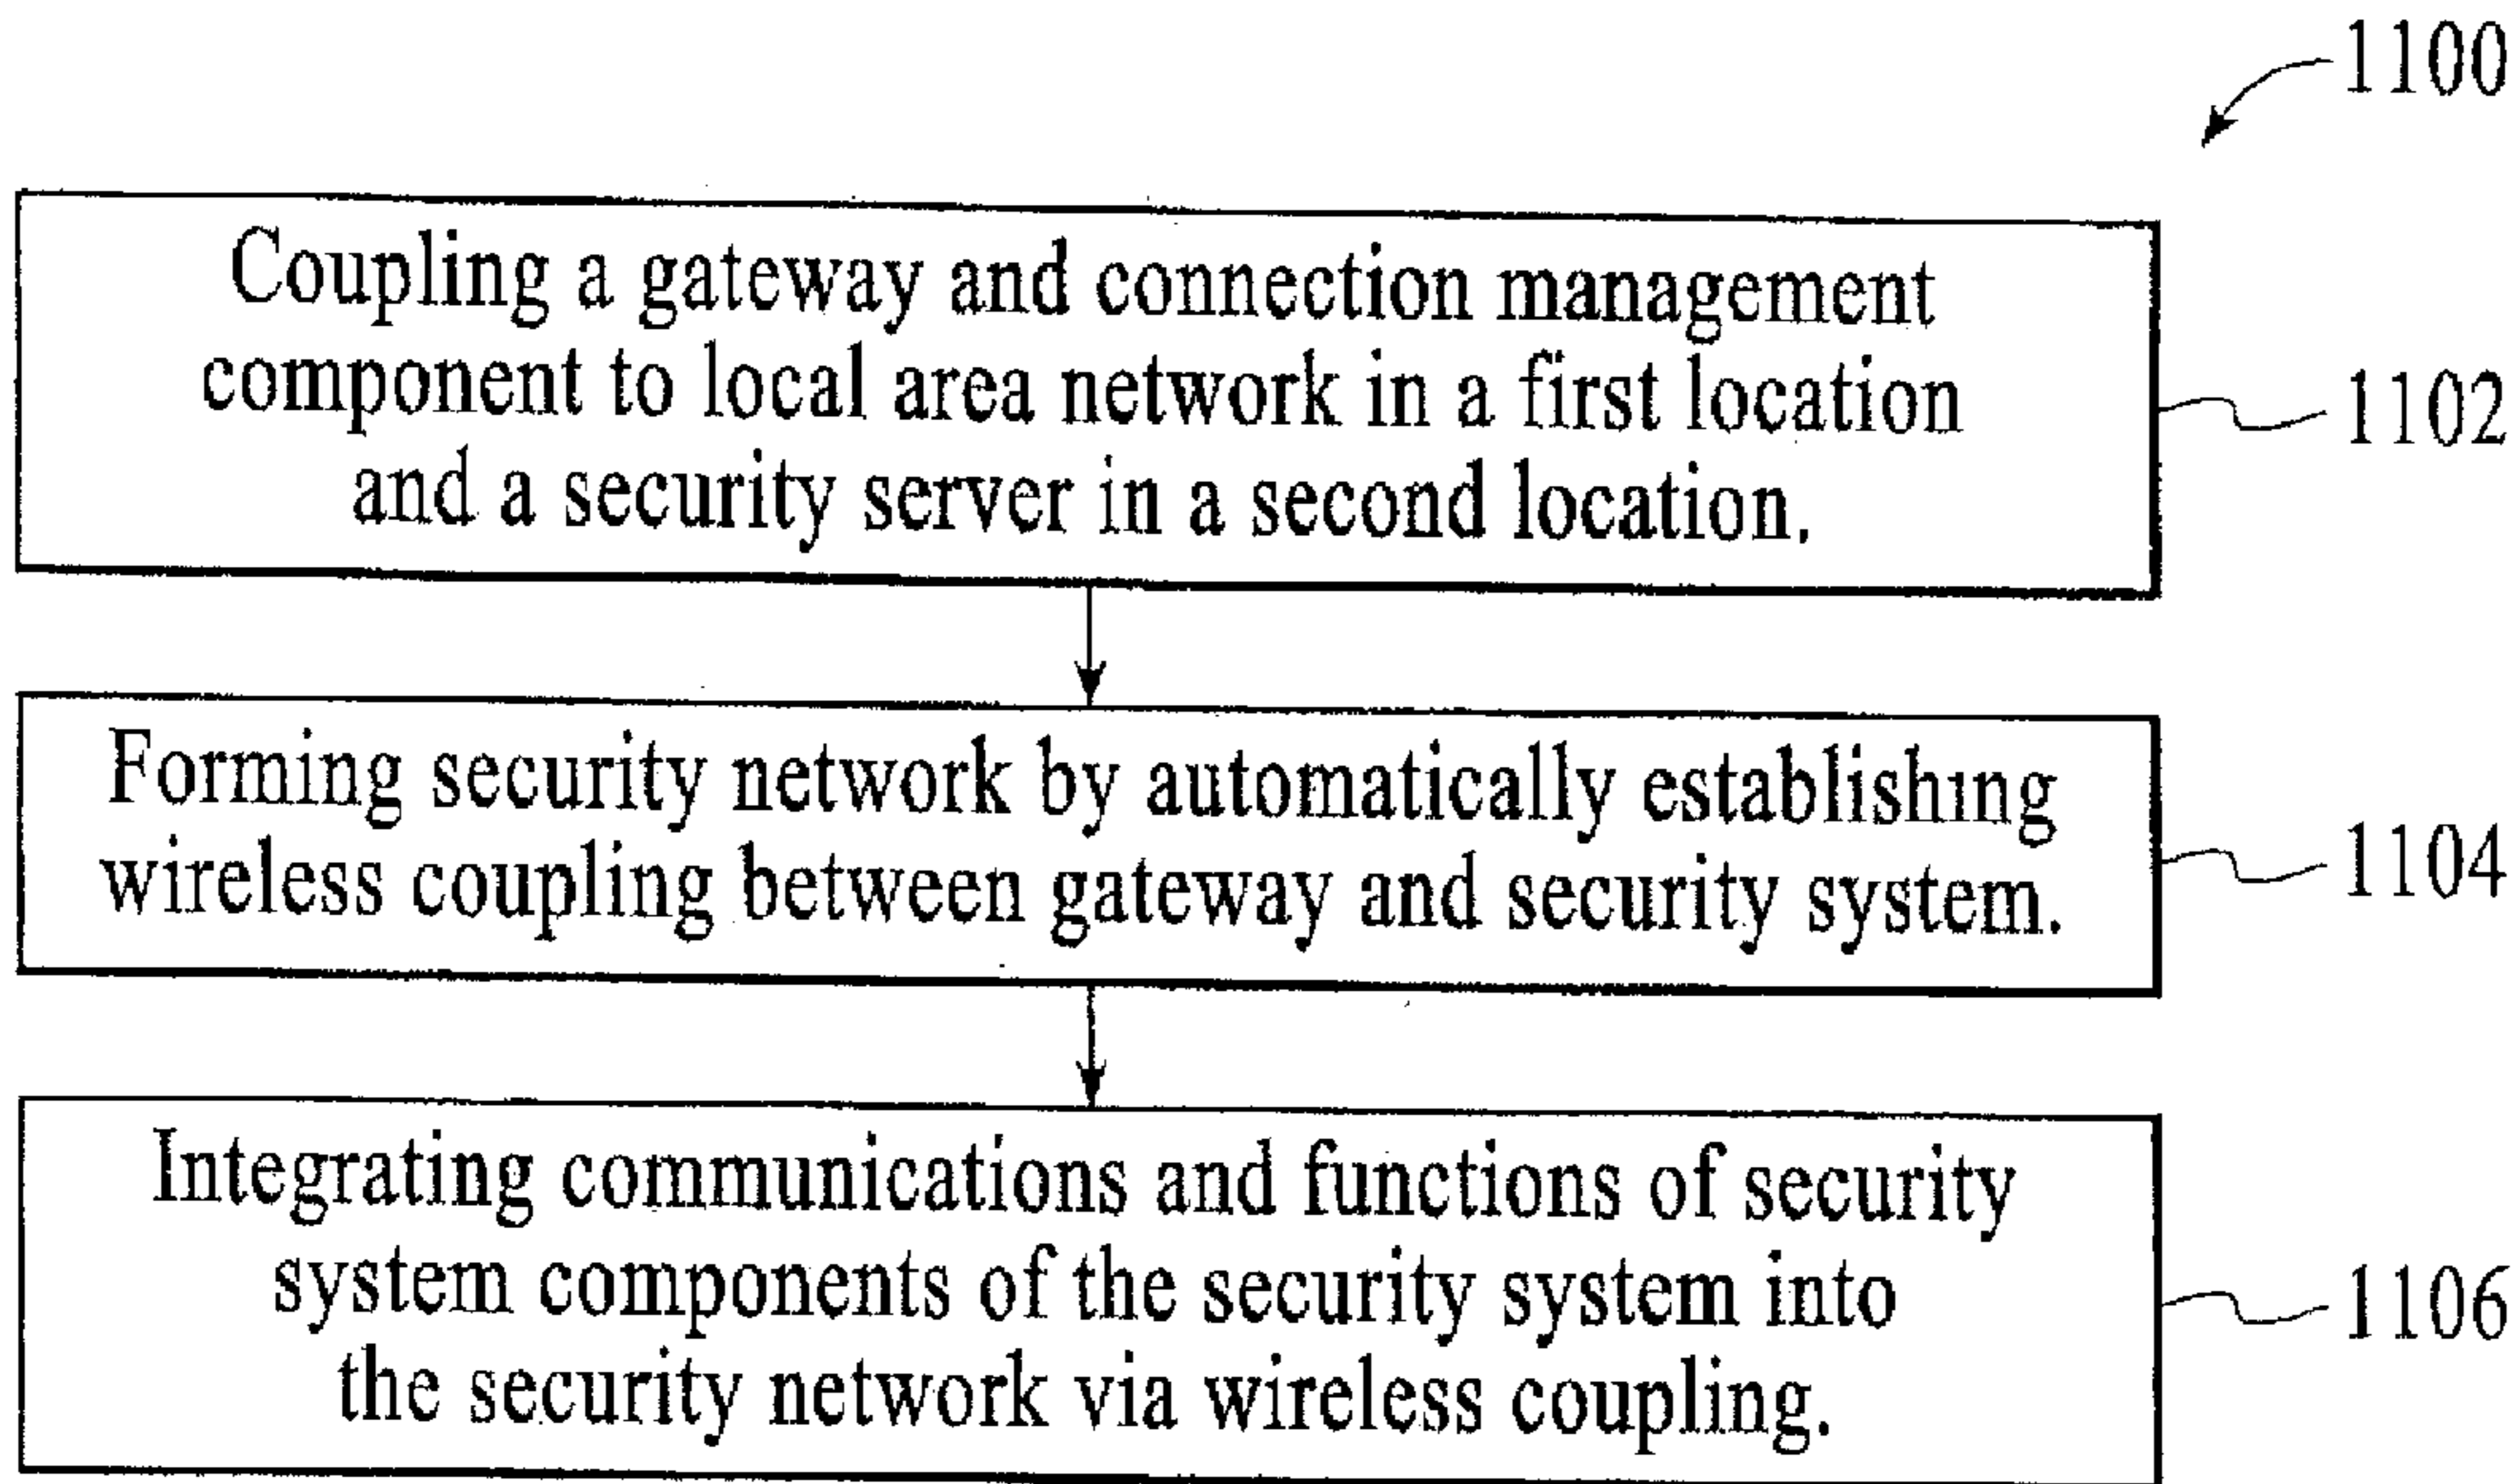 1100
Coupling a gateway and connection management
component to local area network in a first location
and a security server in a second location.
1102
Forming security network by automatically establishing
wireless coupling between gateway and security system.
1104
Integrating communications and functions of security
system components of the security system into
the security network via wireless coupling.
1106